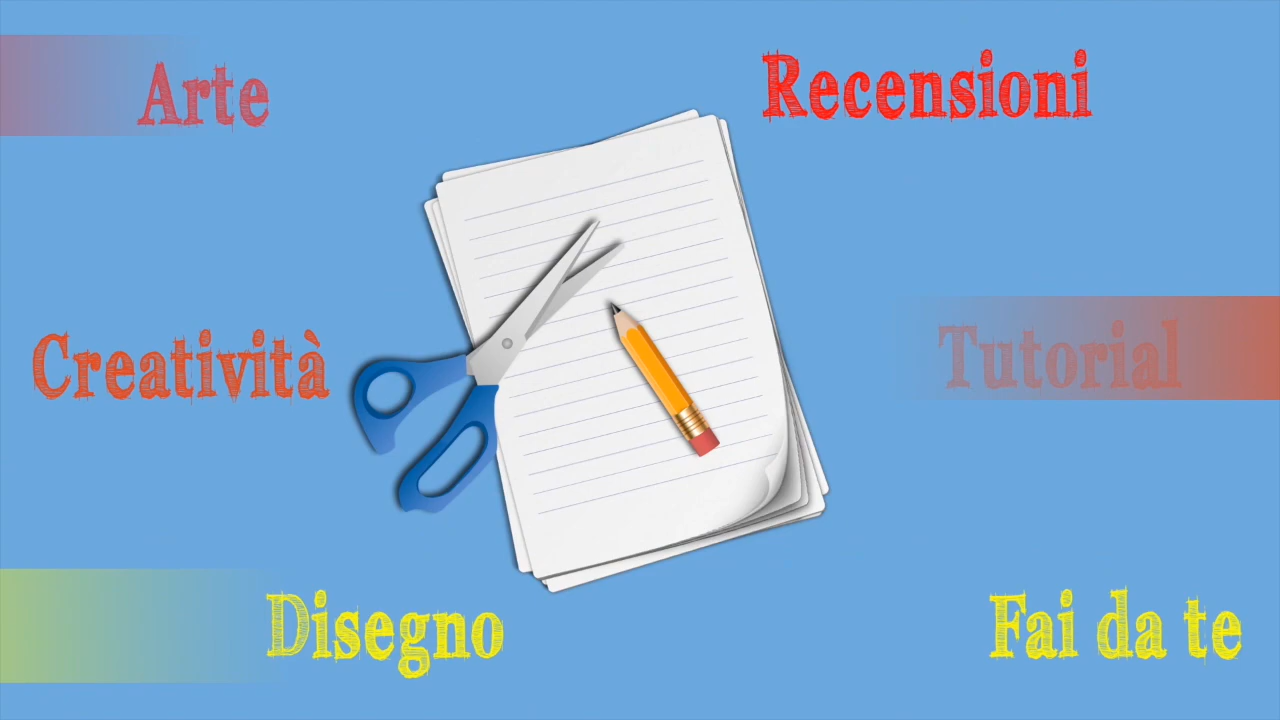 Arte
Recensioni
Creatività
Tutorial
Disegno
Fai da te